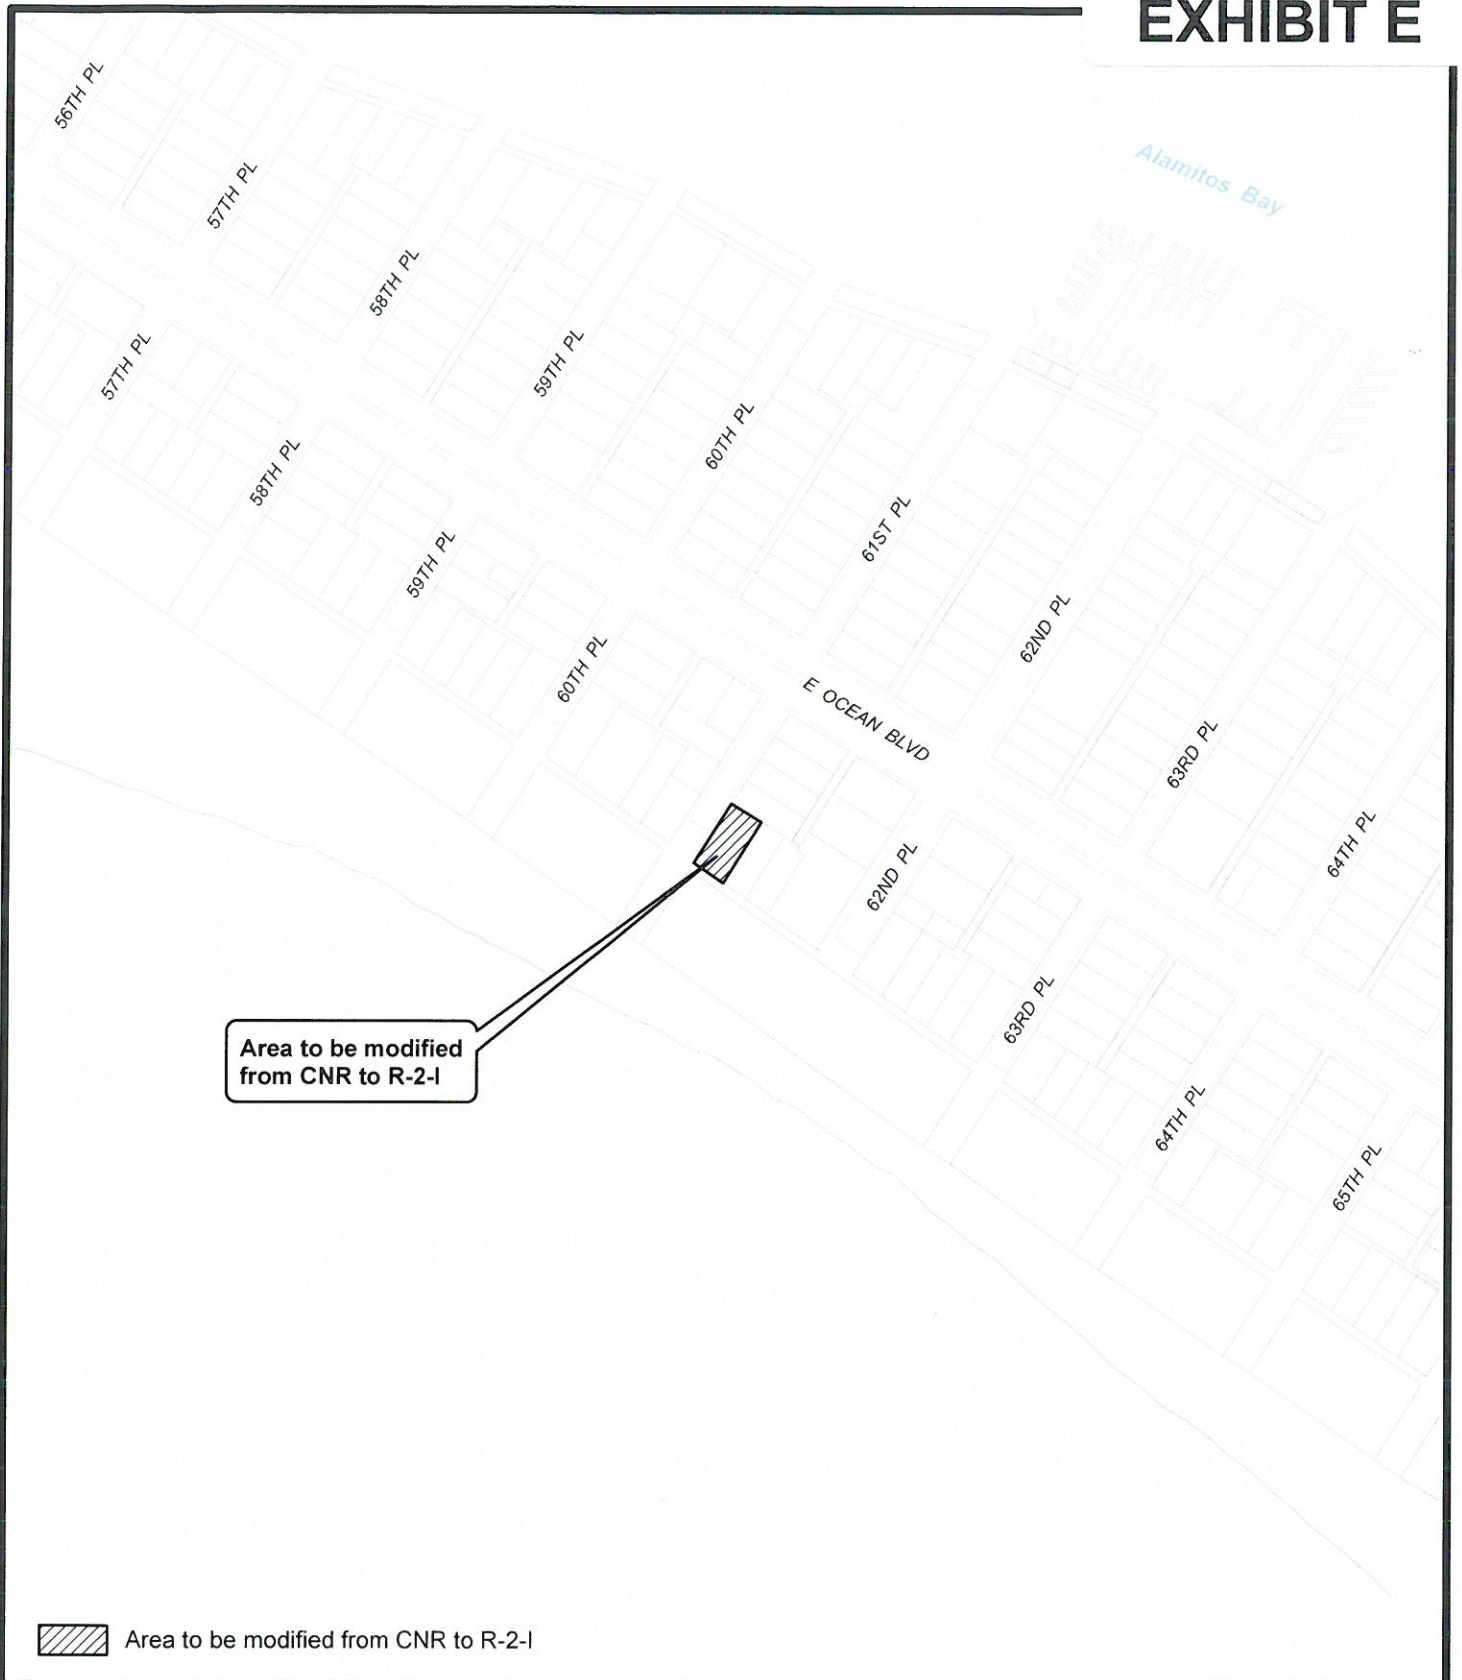 EXHIBIT E
56TH PL
57TH PL
Alamitos Bay
58TH PL
57TH PL
59TH PL
60TH PL
58TH PL
61ST PL
59TH PL
62ND PL
60TH PL
E OCEAN BLVD
63RD PL
64TH PL
62ND PL
63RD PL
Area to be modified
from CNR to R-2-I
64TH PL
65TH PL
Area to be modified from CNR to R-2-I